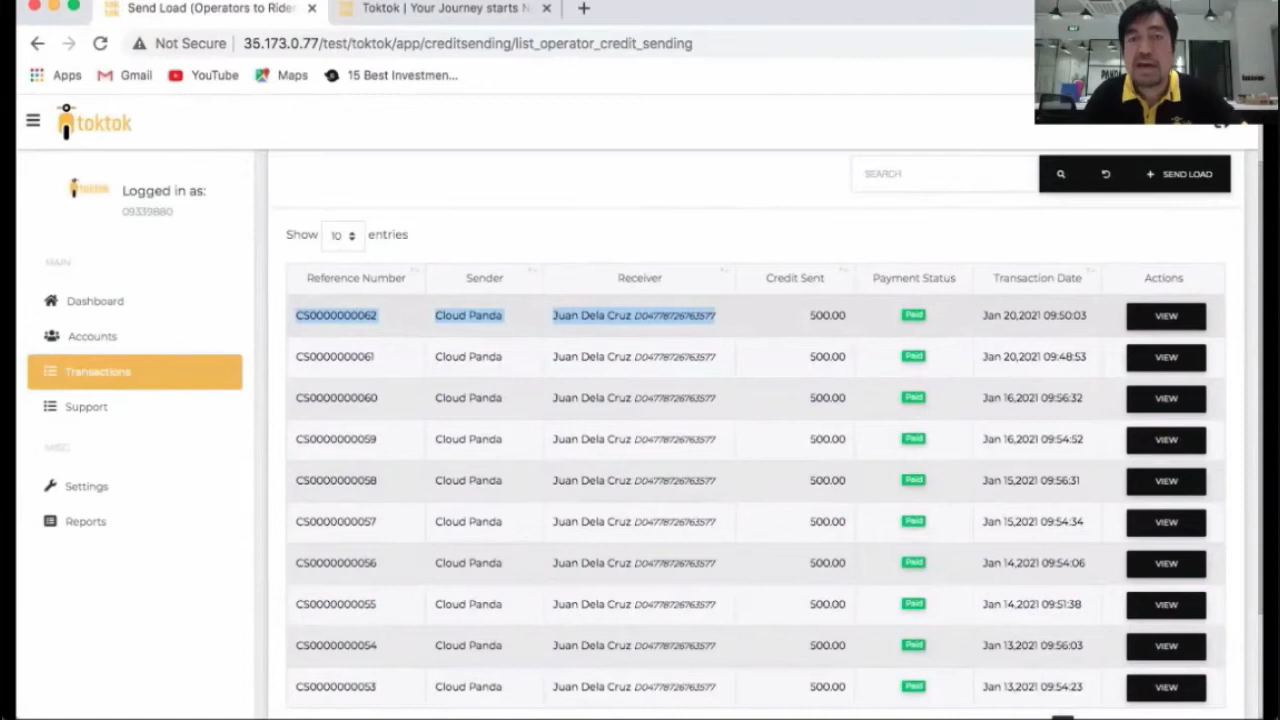 Send Load (Operators to Rider
Toktok | Your Journey starts N
Not Secure
35.173.0.77/test/toktok/app/creditsending/list_operator_credit_sending
Apps
Gmail
YouTube
Maps
15 Best Investmen...
toktok
toktok
Logged in as:
09339880
MAIN
Dashboard
Accounts
Transactions
Support
MISC
Settings
Reports
SEARCH
SEND LOAD
Show 10 entries
Reference Number Sender Receiver Credit Sent Payment Status Transaction Date Actions
CS0000000062 Cloud Panda Juan Dela Cruz D04778726763577 500.00 Paid Jan 20,2021 09:50:03 VIEW
CS0000000061 Cloud Panda Juan Dela Cruz D04778726763577 500.00 Paid Jan 20,2021 09:48:53 VIEW
CS0000000060 Cloud Panda Juan Dela Cruz D04778726763577 500.00 Paid Jan 16,2021 09:56:32 VIEW
CS0000000059 Cloud Panda Juan Dela Cruz D04778726763577 500.00 Paid Jan 16,2021 09:54:52 VIEW
CS0000000058 Cloud Panda Juan Dela Cruz D04778726763577 500.00 Paid Jan 15,2021 09:56:31 VIEW
CS0000000057 Cloud Panda Juan Dela Cruz D04778726763577 500.00 Paid Jan 15,2021 09:54:34 VIEW
CS0000000056 Cloud Panda Juan Dela Cruz D04778726763577 500.00 Paid Jan 14,2021 09:54:06 VIEW
CS0000000055 Cloud Panda Juan Dela Cruz D04778726763577 500.00 Paid Jan 14,2021 09:51:38 VIEW
CS0000000054 Cloud Panda Juan Dela Cruz D04778726763577 500.00 Paid Jan 13,2021 09:56:03 VIEW
CS0000000053 Cloud Panda Juan Dela Cruz D04778726763577 500.00 Paid Jan 13,2021 09:54:23 VIEW